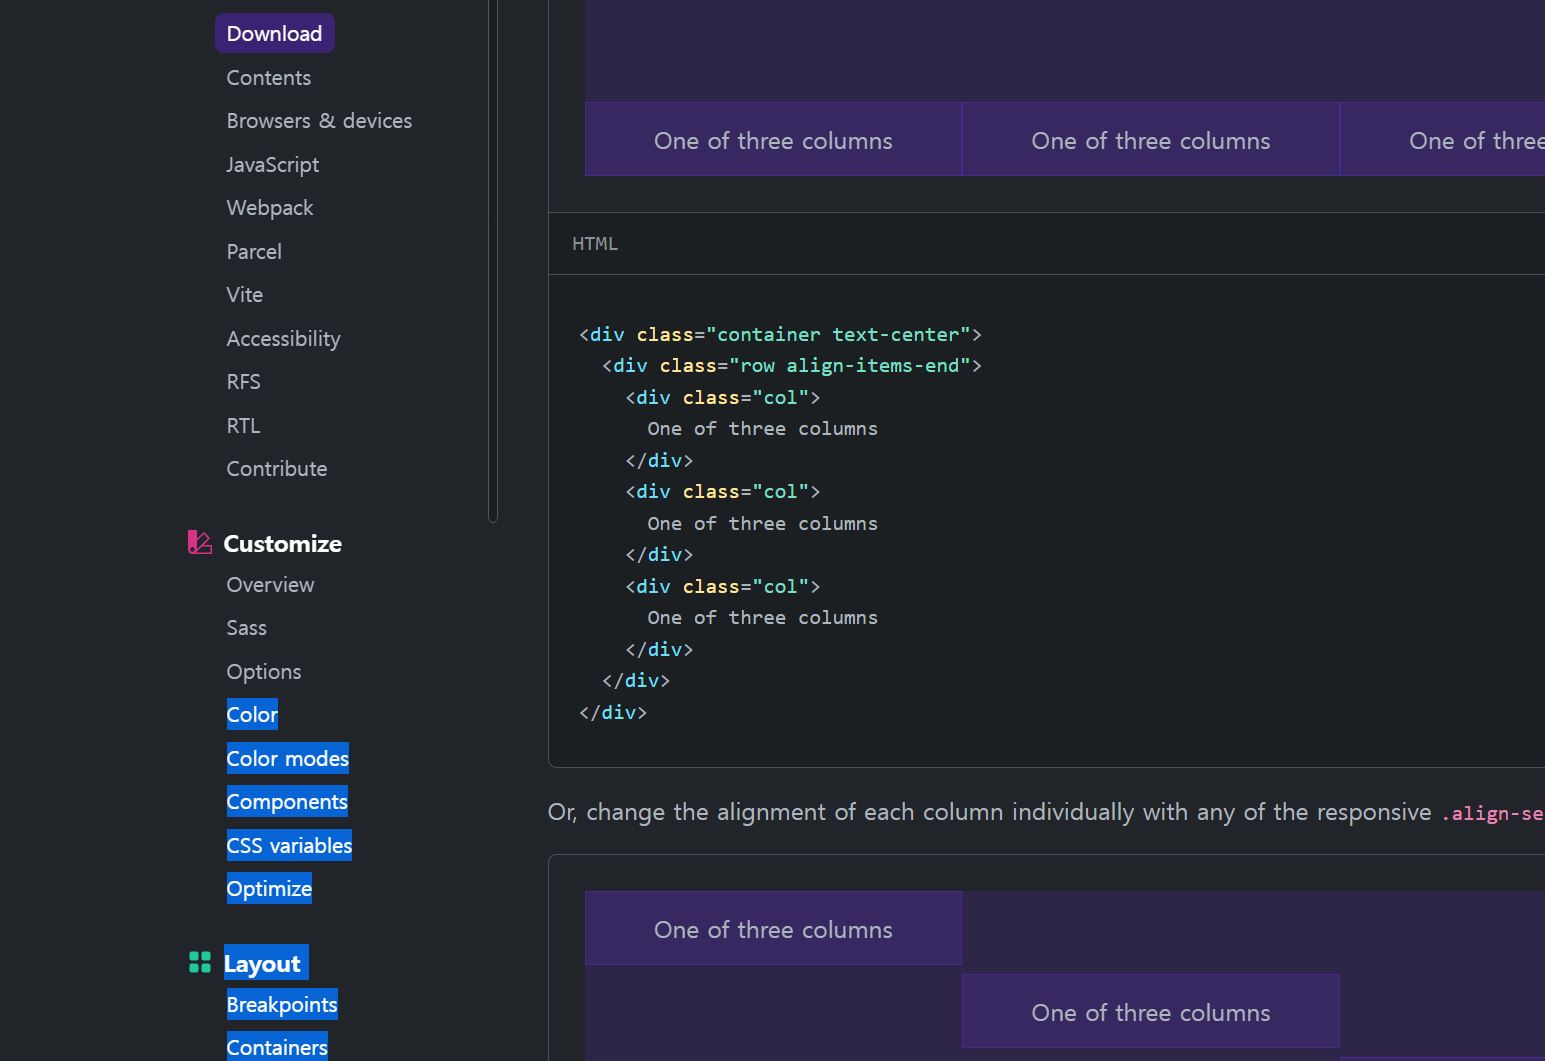 Download
Contents
Browsers & devices
JavaScript
Webpack
Parcel
Vite
Accessibility
RFS
RTL
Contribute
Customize
Overview
Sass
Options
Color
Color modes
Components
CSS variables
Optimize
Layout
Breakpoints
Containers
One of three columns One of three columns One of three
HTML
<div class="container text-center">
  <div class="row align-items-end">
    <div class="col">
      One of three columns
    </div>
    <div class="col">
      One of three columns
    </div>
    <div class="col">
      One of three columns
    </div>
  </div>
</div>
Or, change the alignment of each column individually with any of the responsive .align-se
One of three columns
One of three columns